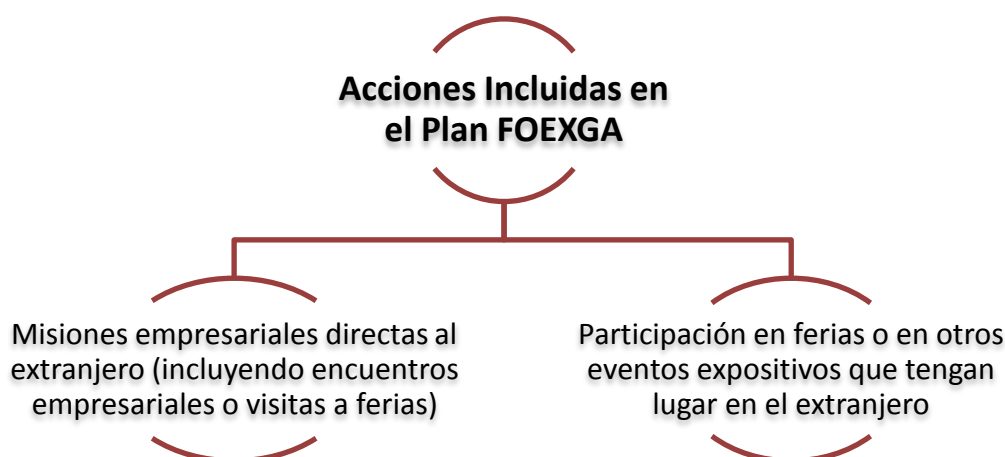 Acciones Incluidas en
el Plan FOEXGA
Misiones empresariales directas al
extranjero (incluyendo encuentros
empresariales o visitas a ferias)
Participación en ferias o en otros
eventos expositivos que tengan
lugar en el extranjero